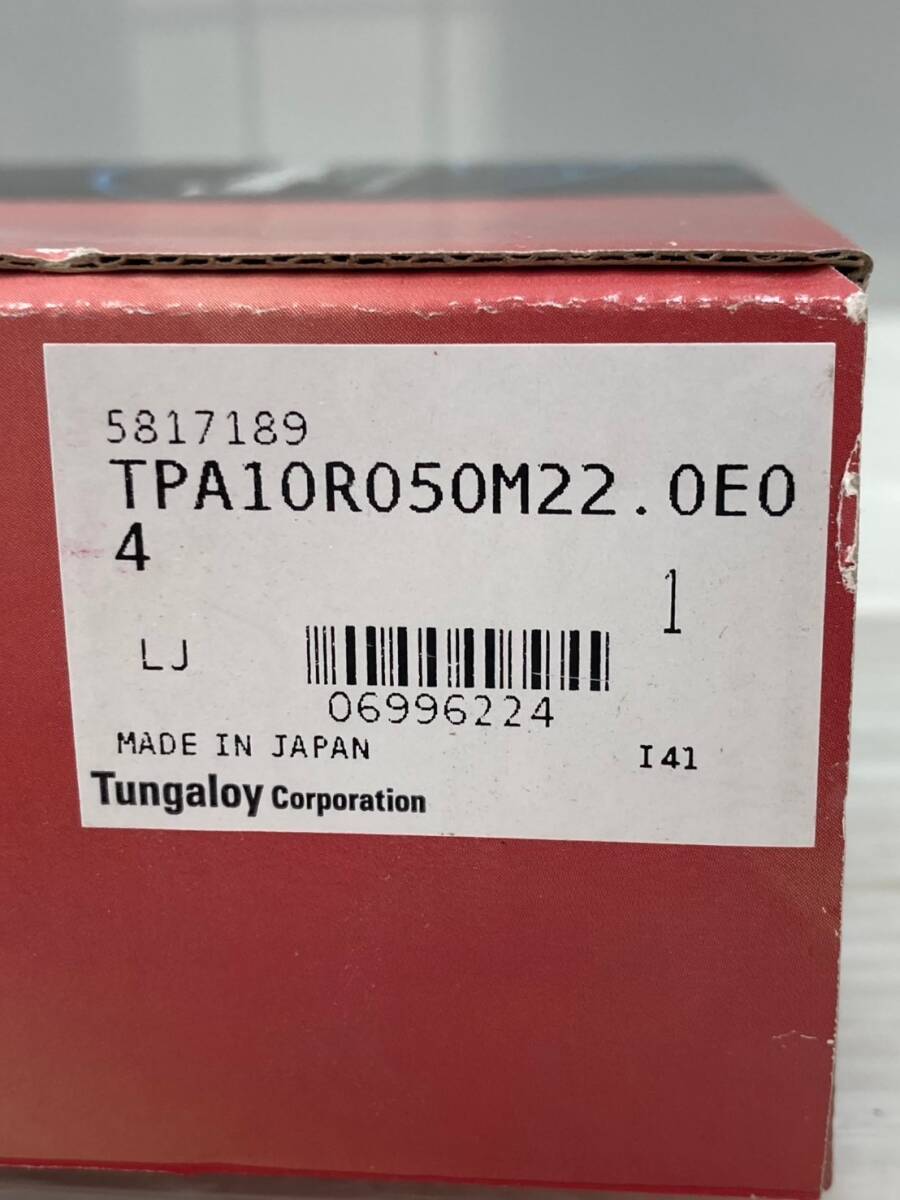 5817189
TPA10R050M22.0E0
4
1
LJ
06996224
MADE IN JAPAN
I41
Tungaloy Corporation